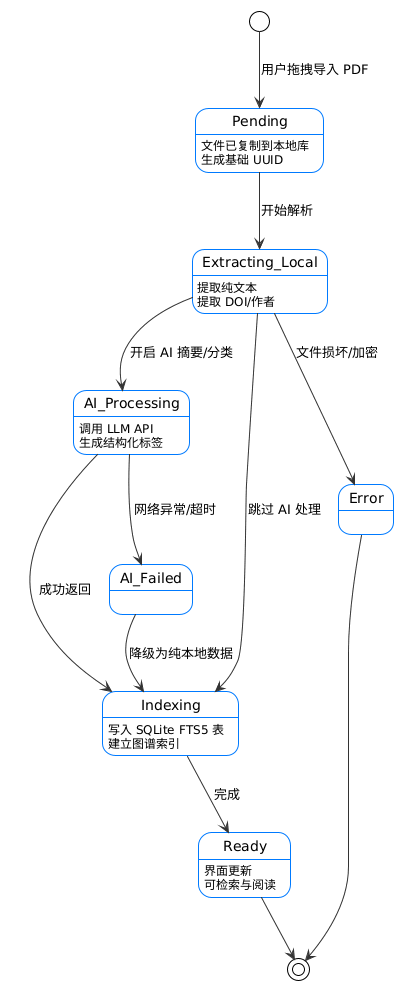 用户拖拽导入 PDF
Pending
文件已复制到本地库
生成基础 UUID
开始解析
Extracting_Local
提取纯文本
提取 DOI/作者
开启 AI 摘要/分类
文件损坏/加密
AI_Processing
调用 LLM API
生成结构化标签
网络异常/超时
跳过 AI 处理
Error
成功返回
AI_Failed
降级为纯本地数据
Indexing
写入 SQLite FTS5 表
建立图谱索引
完成
Ready
界面更新
可检索与阅读